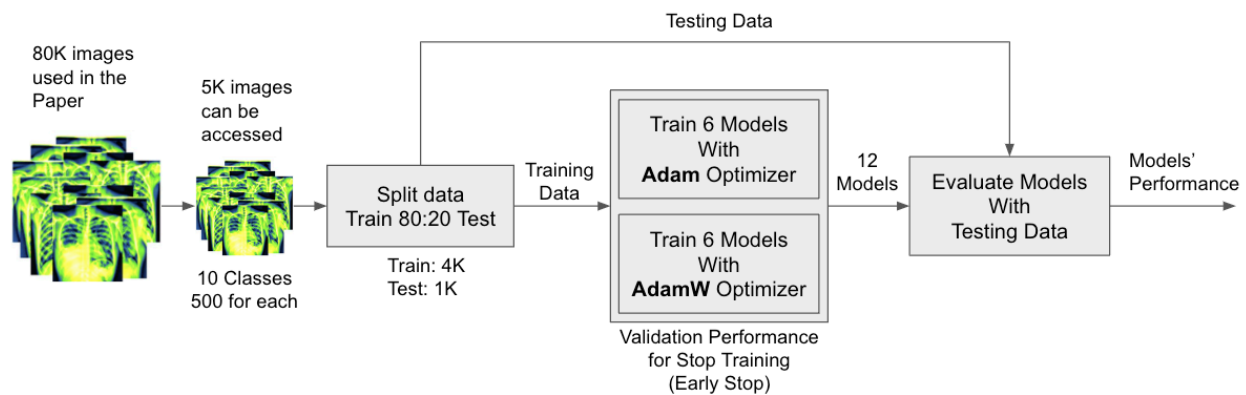 80K images
used in the
Paper
5K images
can be
accessed
10 Classes
500 for each
Split data
Train 80:20 Test
Train: 4K
Test: 1K
Testing Data
Training
Data
Train 6 Models
With
Adam Optimizer
Train 6 Models
With
AdamW Optimizer
Validation Performance
for Stop Training
(Early Stop)
12
Models
Evaluate Models
With
Testing Data
Models’
Performance